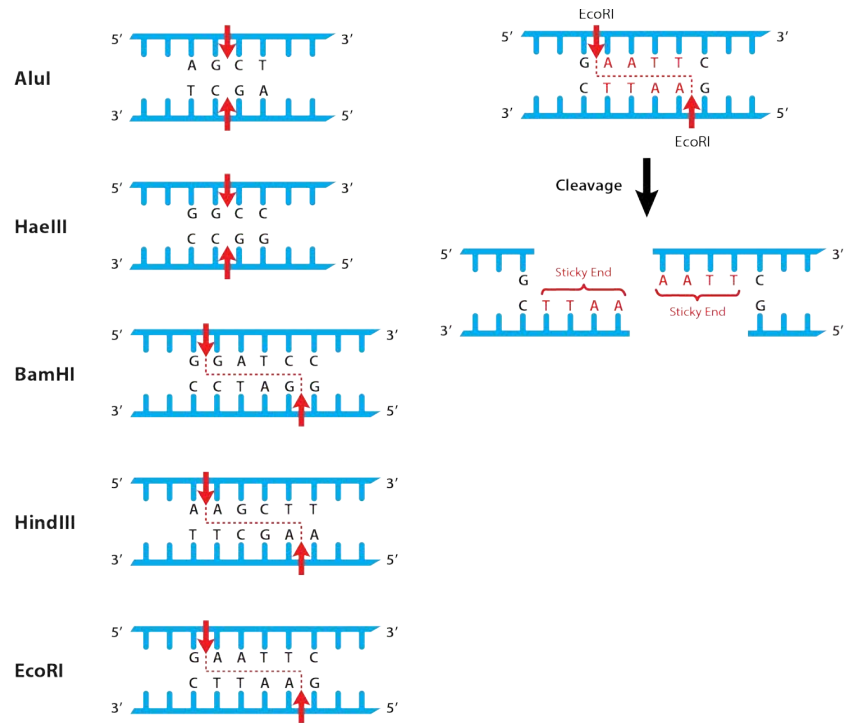 AluI
5′ 3′
A G C T
T C G A
3′ 5′
HaeIII
5′ 3′
G G C C
C C G G
3′ 5′
BamHI
5′ 3′
G G A T C C
C C T A G G
3′ 5′
HindIII
5′ 3′
A A G C T T
T T C G A A
3′ 5′
EcoRI
5′ 3′
G A A T T C
C T T A A G
3′ 5′
EcoRI
5′ 3′
G A A T T C
C T T A A G
3′ 5′
EcoRI
Cleavage
5′ 3′
G Sticky End A A T T C
C T T A A Sticky End G
3′ 5′